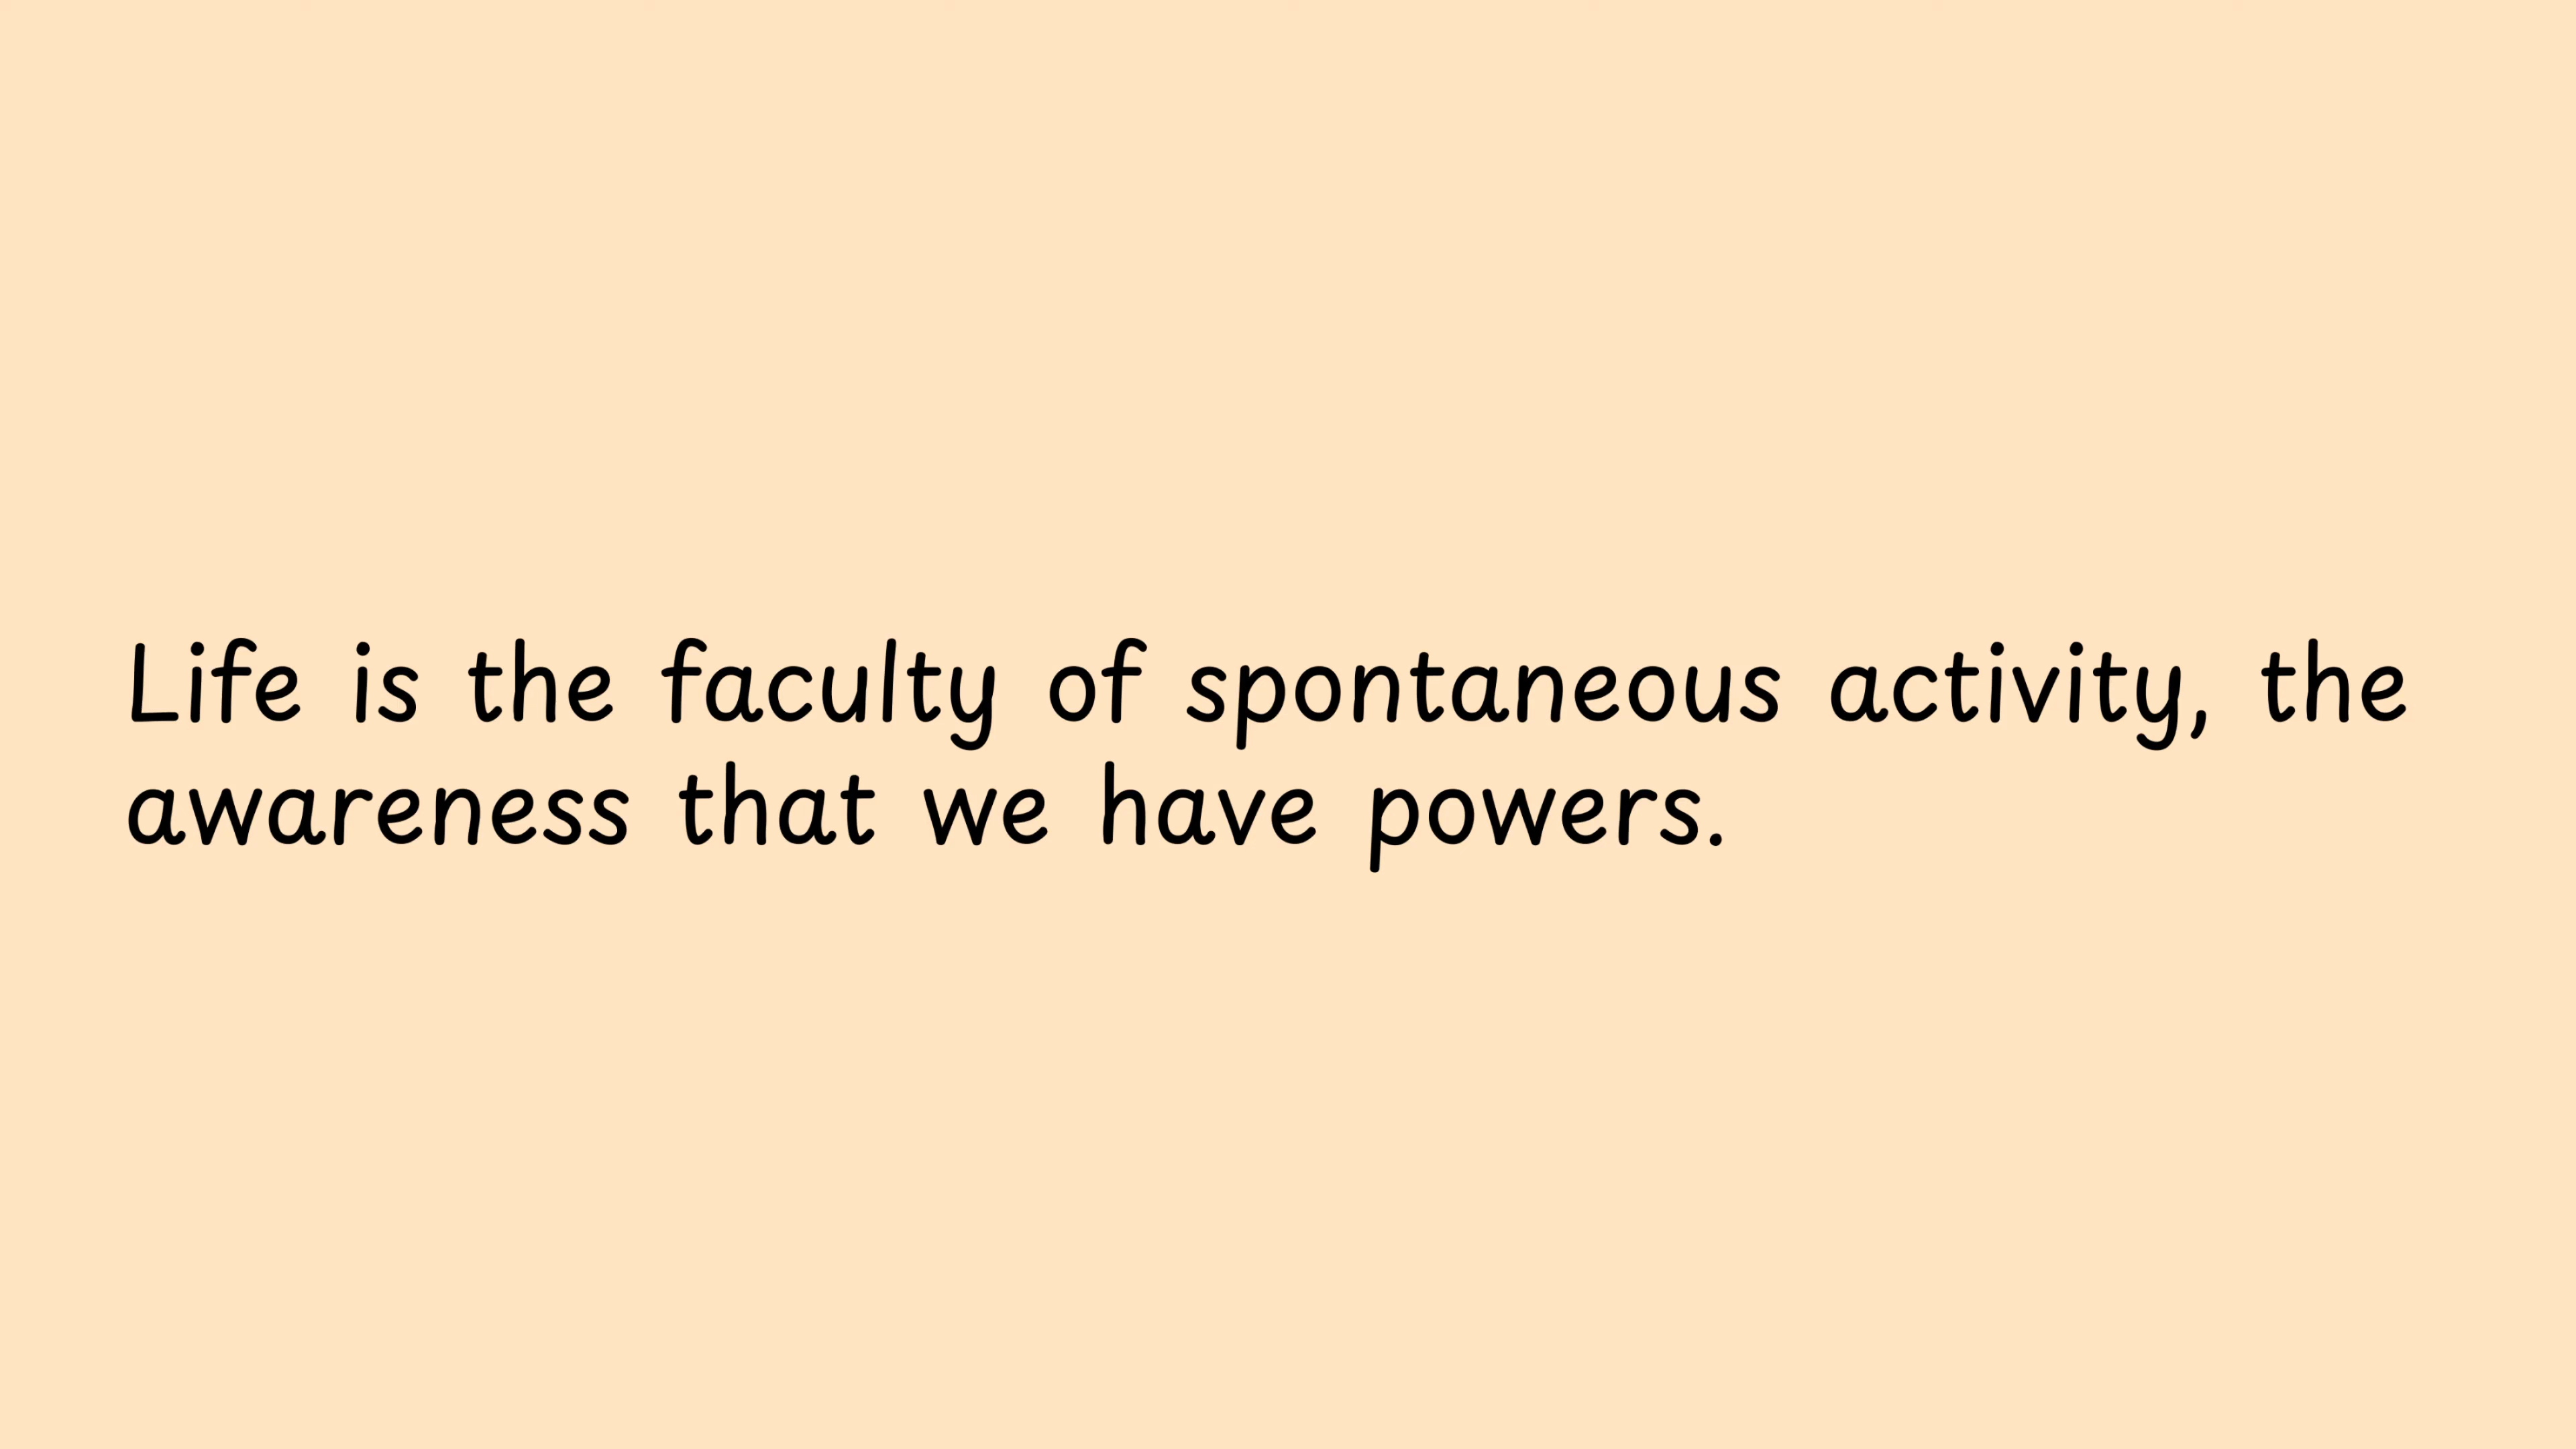 Life is the faculty of spontaneous activity, the
awareness that we have powers.